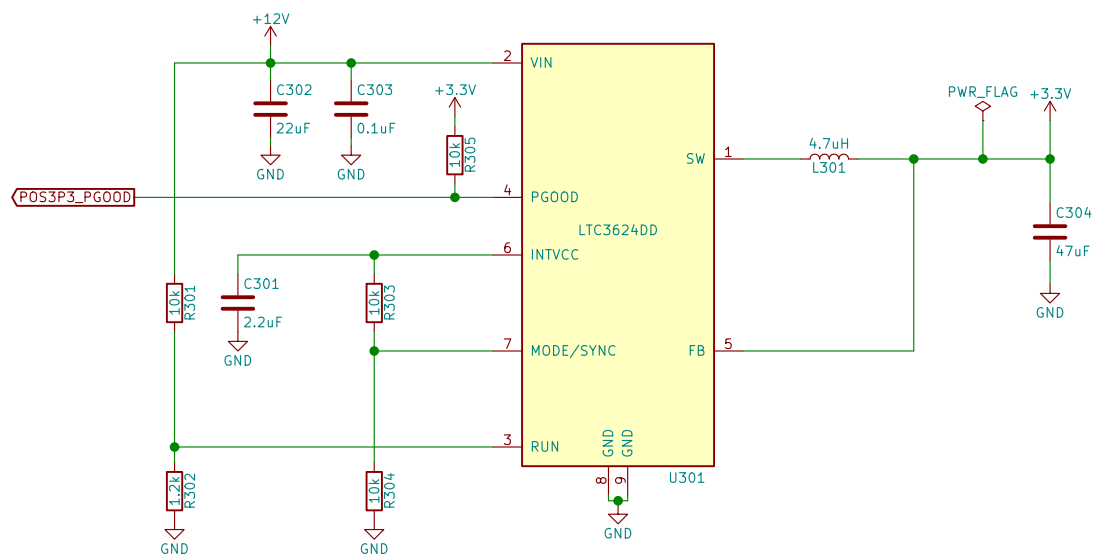 +12V
C302
22uF
GND
C303
0.1uF
GND
+3.3V
10k
R305
POS3P3_PGOOD
2
VIN
4
PGOOD
LTC3624DD
6
INTVCC
7
MODE/SYNC
3
RUN
SW
1
FB
5
GND
GND
8
9
U301
GND
4.7uH
L301
PWR_FLAG
+3.3V
C304
47uF
GND
10k
R301
C301
2.2uF
GND
10k
R303
1.2k
R302
GND
10k
R304
GND